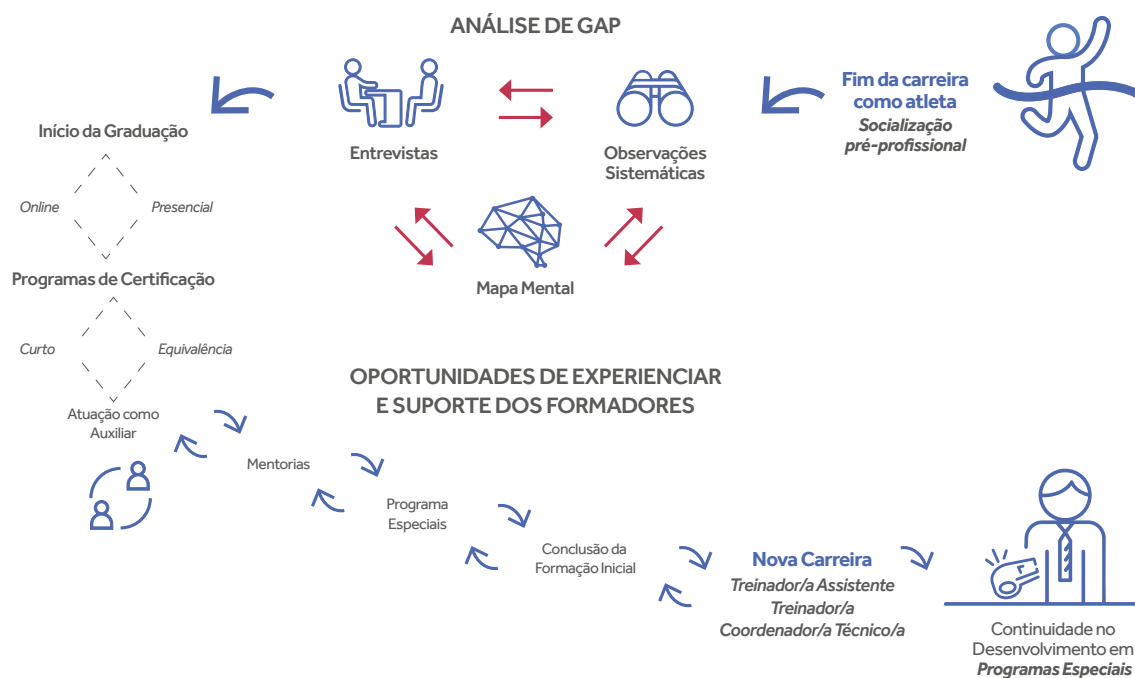 ANÁLISE DE GAP
Fim da carreira
como atleta
Socialização
pré-profissional
Observações
Sistemáticas
Entrevistas
Mapa Mental
Início da Graduação
Online
Presencial
Programas de Certificação
Curto
Equivalência
Atuação como
Auxiliar
OPORTUNIDADES DE EXPERIENCIAR
E SUPORTE DOS FORMADORES
Mentorias
Programa
Especiais
Conclusão da
Formação Inicial
Nova Carreira
Treinador/a Assistente
Treinador/a
Coordenador/a Técnico/a
Continuidade no
Desenvolvimento em
Programas Especiais